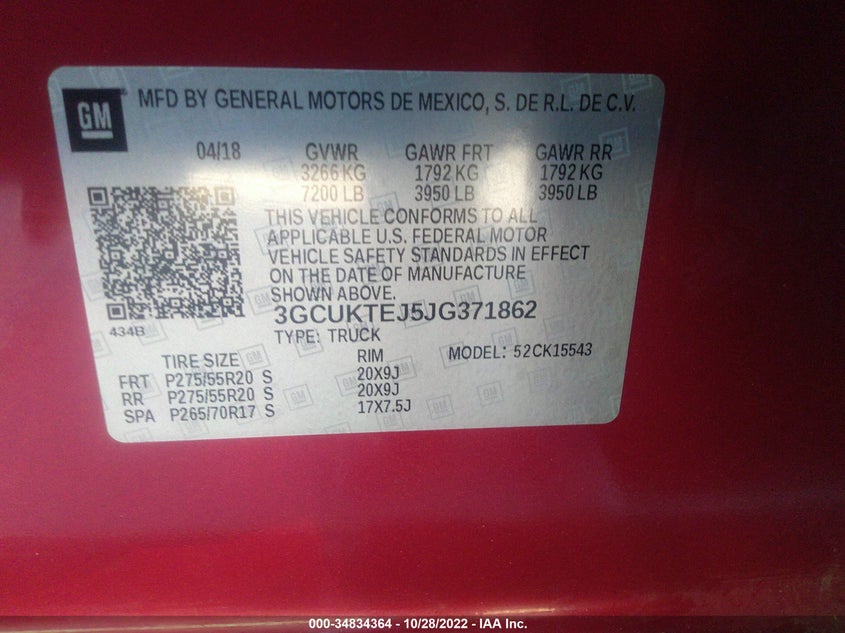 GM
MFD BY GENERAL MOTORS DE MEXICO, S. DE R.L. DE C.V.
04/18 GVWR GAWR FRT GAWR RR
3266 KG 1792 KG 1792 KG
7200 LB 3950 LB 3950 LB
THIS VEHICLE CONFORMS TO ALL
APPLICABLE U.S. FEDERAL MOTOR
VEHICLE SAFETY STANDARDS IN EFFECT
ON THE DATE OF MANUFACTURE
SHOWN ABOVE.
3GCUKTEJ5JG371862
434B
TYPE: TRUCK
TIRE SIZE RIM MODEL: 52CK15543
FRT P275/55R20 S 20X9J
RR P275/55R20 S 20X9J
SPA P265/70R17 S 17X7.5J
000-34834364 - 10/28/2022 - IAA Inc.